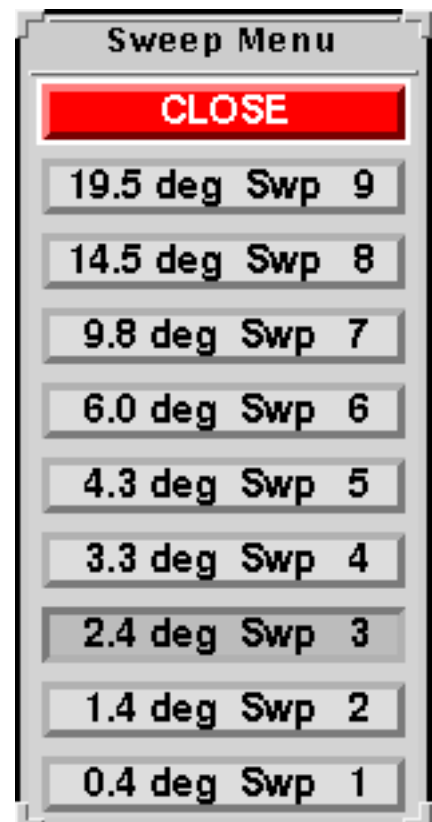 Sweep Menu
CLOSE
19.5 deg Swp 9
14.5 deg Swp 8
9.8 deg Swp 7
6.0 deg Swp 6
4.3 deg Swp 5
3.3 deg Swp 4
2.4 deg Swp 3
1.4 deg Swp 2
0.4 deg Swp 1